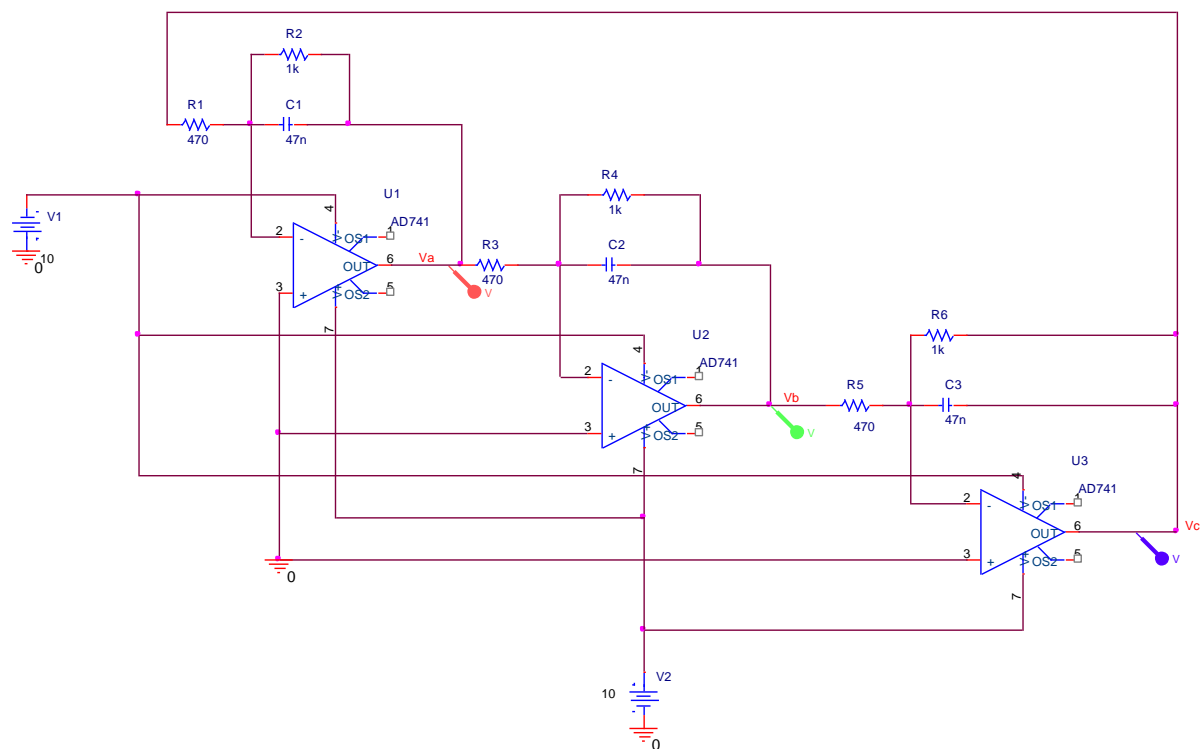 R2
1k
R1
C1
470
47n
V1
10
0
U1
4
AD741
V-
OS1
1
2
-
OUT
6
3
+
V+
OS2
5
7
Va
V
R3
470
R4
1k
C2
47n
U2
4
AD741
V-
OS1
1
2
-
OUT
6
3
+
V+
OS2
5
7
Vb
V
R5
470
R6
1k
C3
47n
U3
4
AD741
V-
OS1
1
2
-
OUT
6
3
+
V+
OS2
5
7
Vc
V
0
V2
10
0